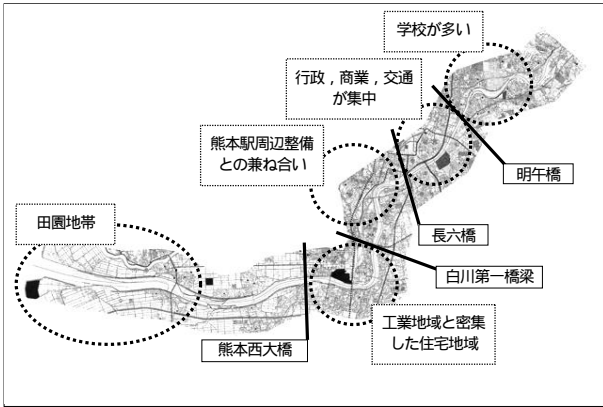 学校が多い
行政，商業，交通
が集中
熊本駅周辺整備
との兼ね合い
明午橋
田園地帯
長六橋
白川第一橋梁
工業地域と密集
した住宅地域
熊本西大橋